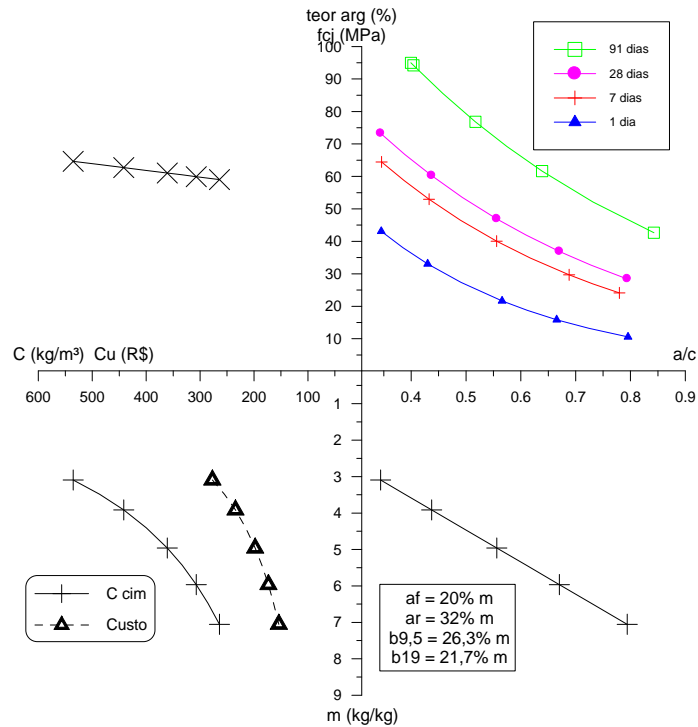 teor arg (%)
fci (MPa)
100
90
80
70
60
50
40
30
20
10
91 dias
28 dias
7 dias
1 dia
C (kg/m³) Cu (R$)
a/c
600 500 400 300 200 100
0.4 0.5 0.6 0.7 0.8 0.9
1
2
3
4
5
6
7
8
9
C cim
Custo
af = 20% m
ar = 32% m
b9,5 = 26,3% m
b19 = 21,7% m
m (kg/kg)